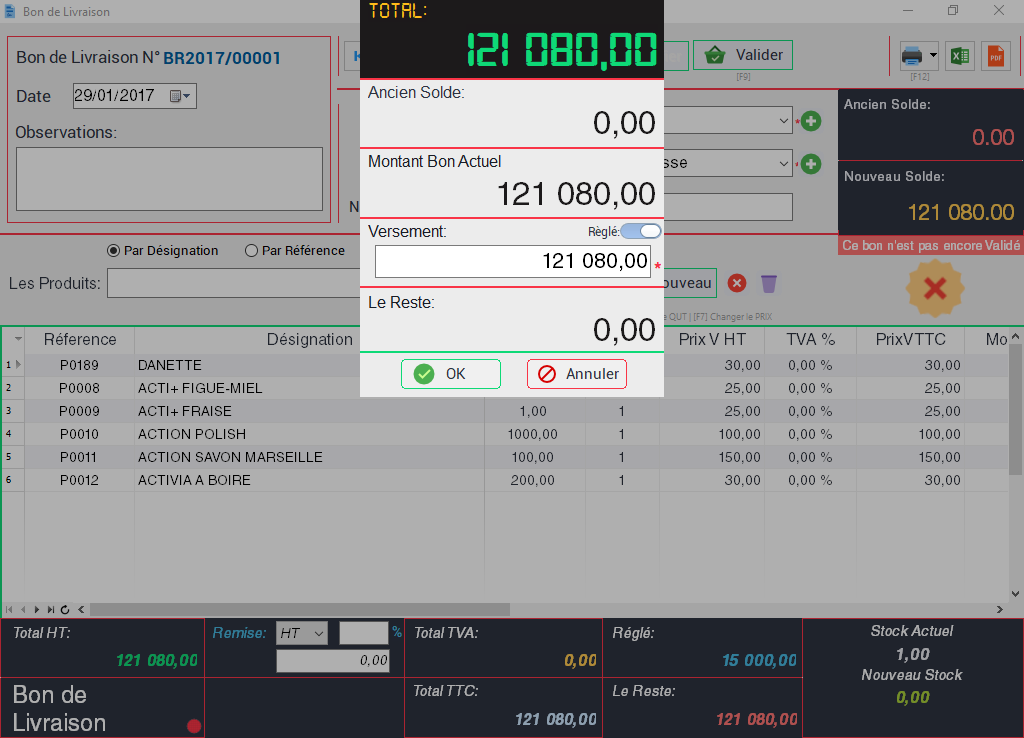 Bon de Livraison
TOTAL:
121 080,00
Bon de Livraison N° BR2017/00001
Valider
[F9]
[F12]
Date 29/01/2017
Observations:
Ancien Solde:
0,00
Montant Bon Actuel
121 080,00
Versement: Règlé:
121 080,00 *
Le Reste:
0,00
OK Annuler
Ancien Solde:
0.00
Nouveau Solde:
121 080.00
Ce bon n'est pas encore Validé
Par Désignation Par Référence
Les Produits:
QUT | [F7] Changer le PRIX
Réference Désignation Prix V HT TVA % PrixVTTC Mo
1 P0189 DANETTE 30,00 0,00 % 30,00
2 P0008 ACTI+ FIGUE-MIEL 25,00 0,00 % 25,00
3 P0009 ACTI+ FRAISE 1,00 1 25,00 0,00 % 25,00
4 P0010 ACTION POLISH 1000,00 1 100,00 0,00 % 100,00
5 P0011 ACTION SAVON MARSEILLE 100,00 1 150,00 0,00 % 150,00
6 P0012 ACTIVIA A BOIRE 200,00 1 30,00 0,00 % 30,00
Total HT:
121 080,00
Remise: HT %
0,00
Total TVA:
0,00
Réglé:
15 000,00
Stock Actuel
1,00
Nouveau Stock
0,00
Bon de
Livraison
Total TTC:
121 080,00
Le Reste:
121 080,00